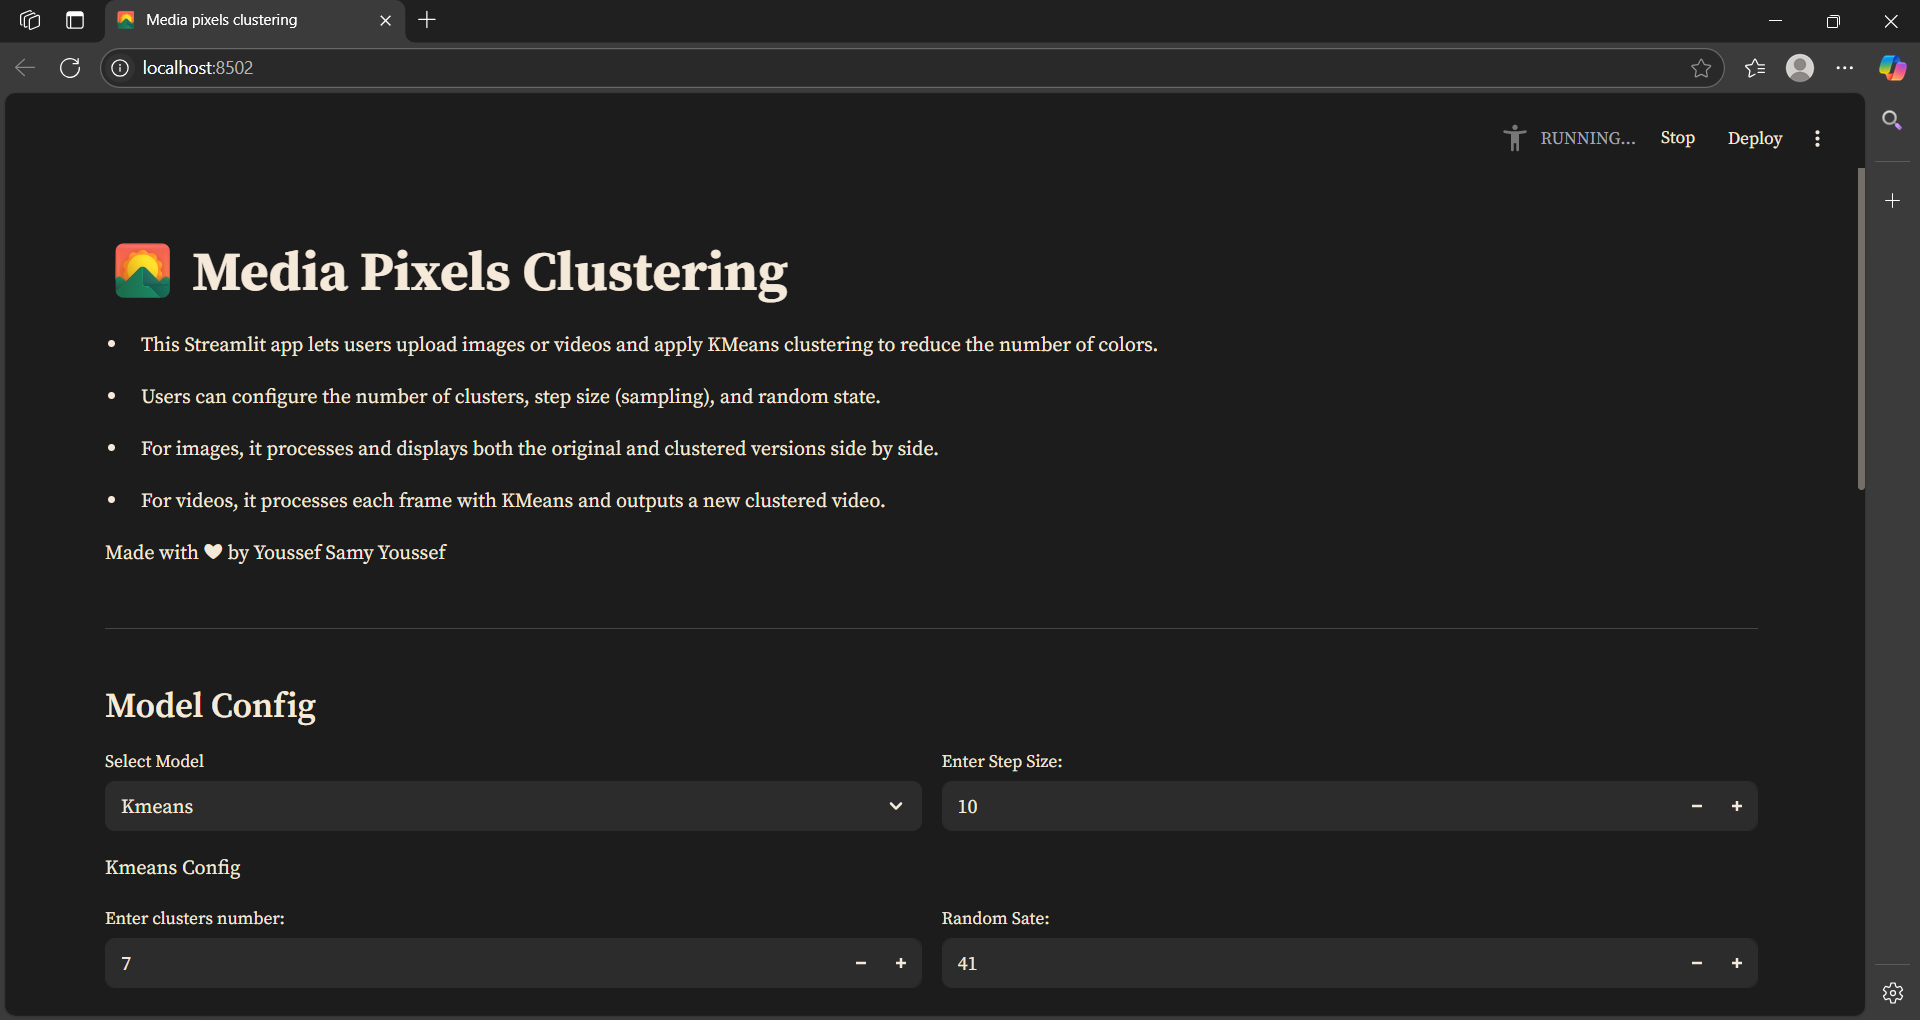 Media pixels clustering
localhost:8502
RUNNING... Stop Deploy
Media Pixels Clustering
• This Streamlit app lets users upload images or videos and apply KMeans clustering to reduce the number of colors.
• Users can configure the number of clusters, step size (sampling), and random state.
• For images, it processes and displays both the original and clustered versions side by side.
• For videos, it processes each frame with KMeans and outputs a new clustered video.
Made with 🤍 by Youssef Samy Youssef
Model Config
Select Model
Kmeans
Enter Step Size:
10
Kmeans Config
Enter clusters number:
7
Random Sate:
41